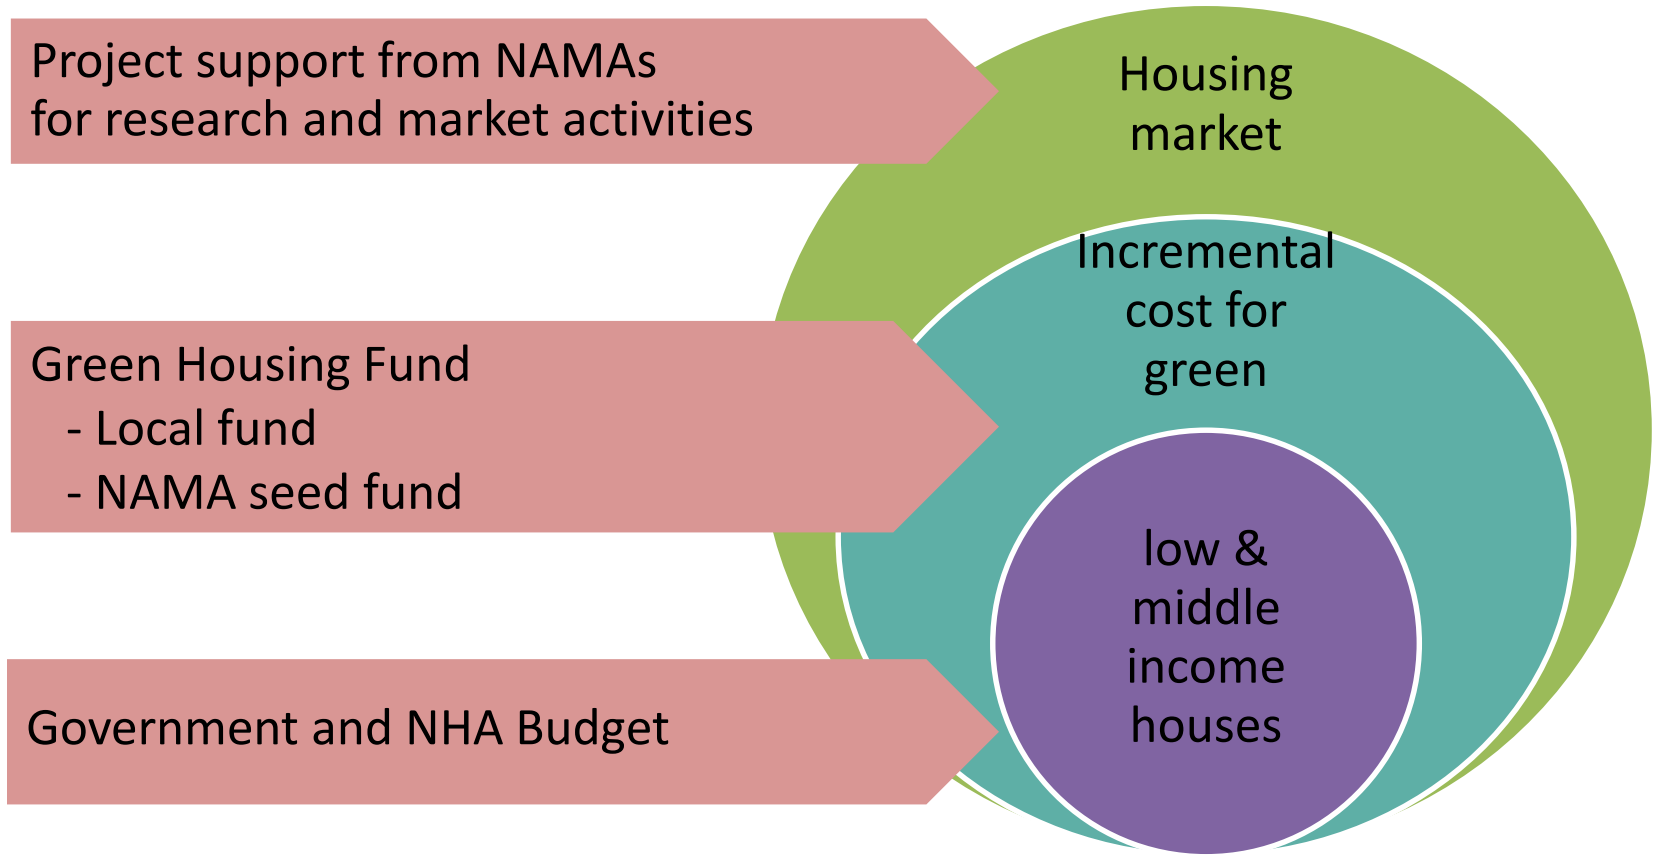 Project support from NAMAs
for research and market activities
Housing
market
Incremental
cost for
green
Green Housing Fund
- Local fund
- NAMA seed fund
low &
middle
income
houses
Government and NHA Budget